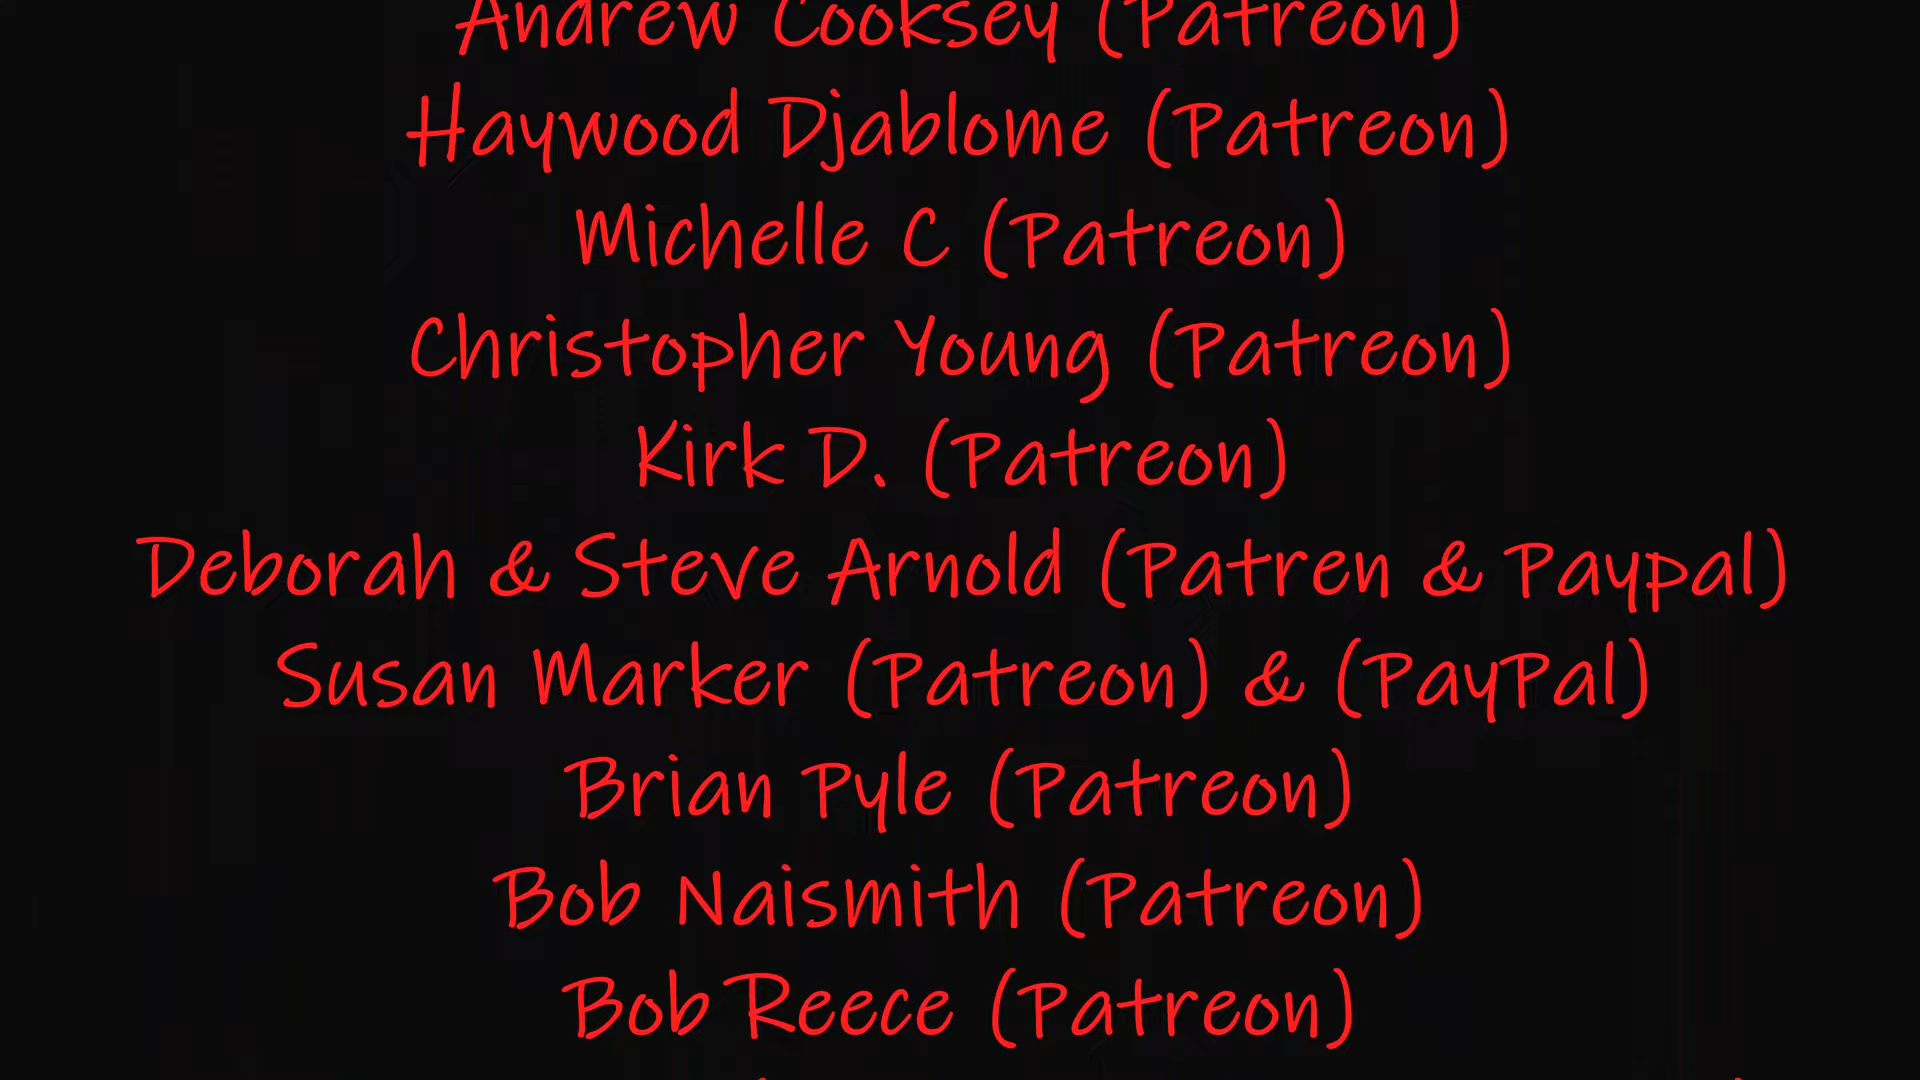 Andrew Cooksey (Patreon)
Haywood Djablome (Patreon)
Michelle C (Patreon)
Christopher Young (Patreon)
Kirk D. (Patreon)
Deborah & Steve Arnold (Patren & Paypal)
Susan Marker (Patreon) & (PayPal)
Brian Pyle (Patreon)
Bob Naismith (Patreon)
Bob Reece (Patreon)